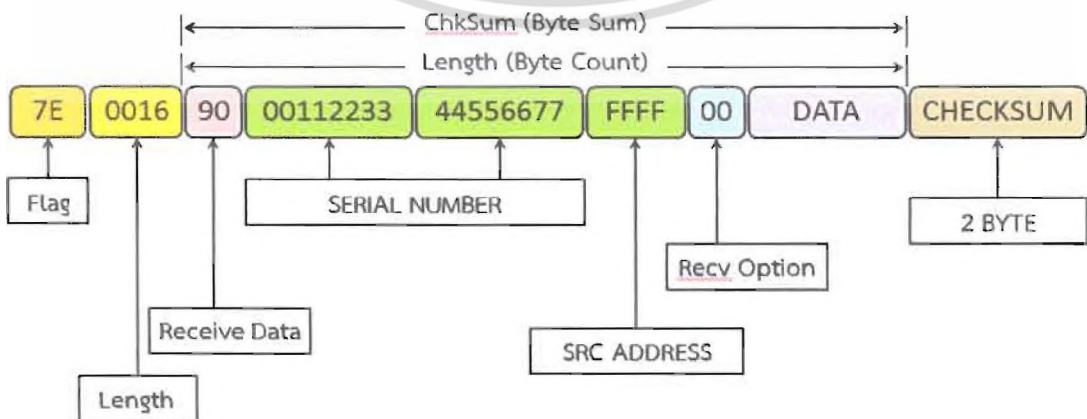 ChkSum (Byte Sum)
Length (Byte Count)
7E 0016 90 00112233 44556677 FFFF 00 DATA CHECKSUM
Flag
SERIAL NUMBER
2 BYTE
Recv Option
Receive Data
SRC ADDRESS
Length